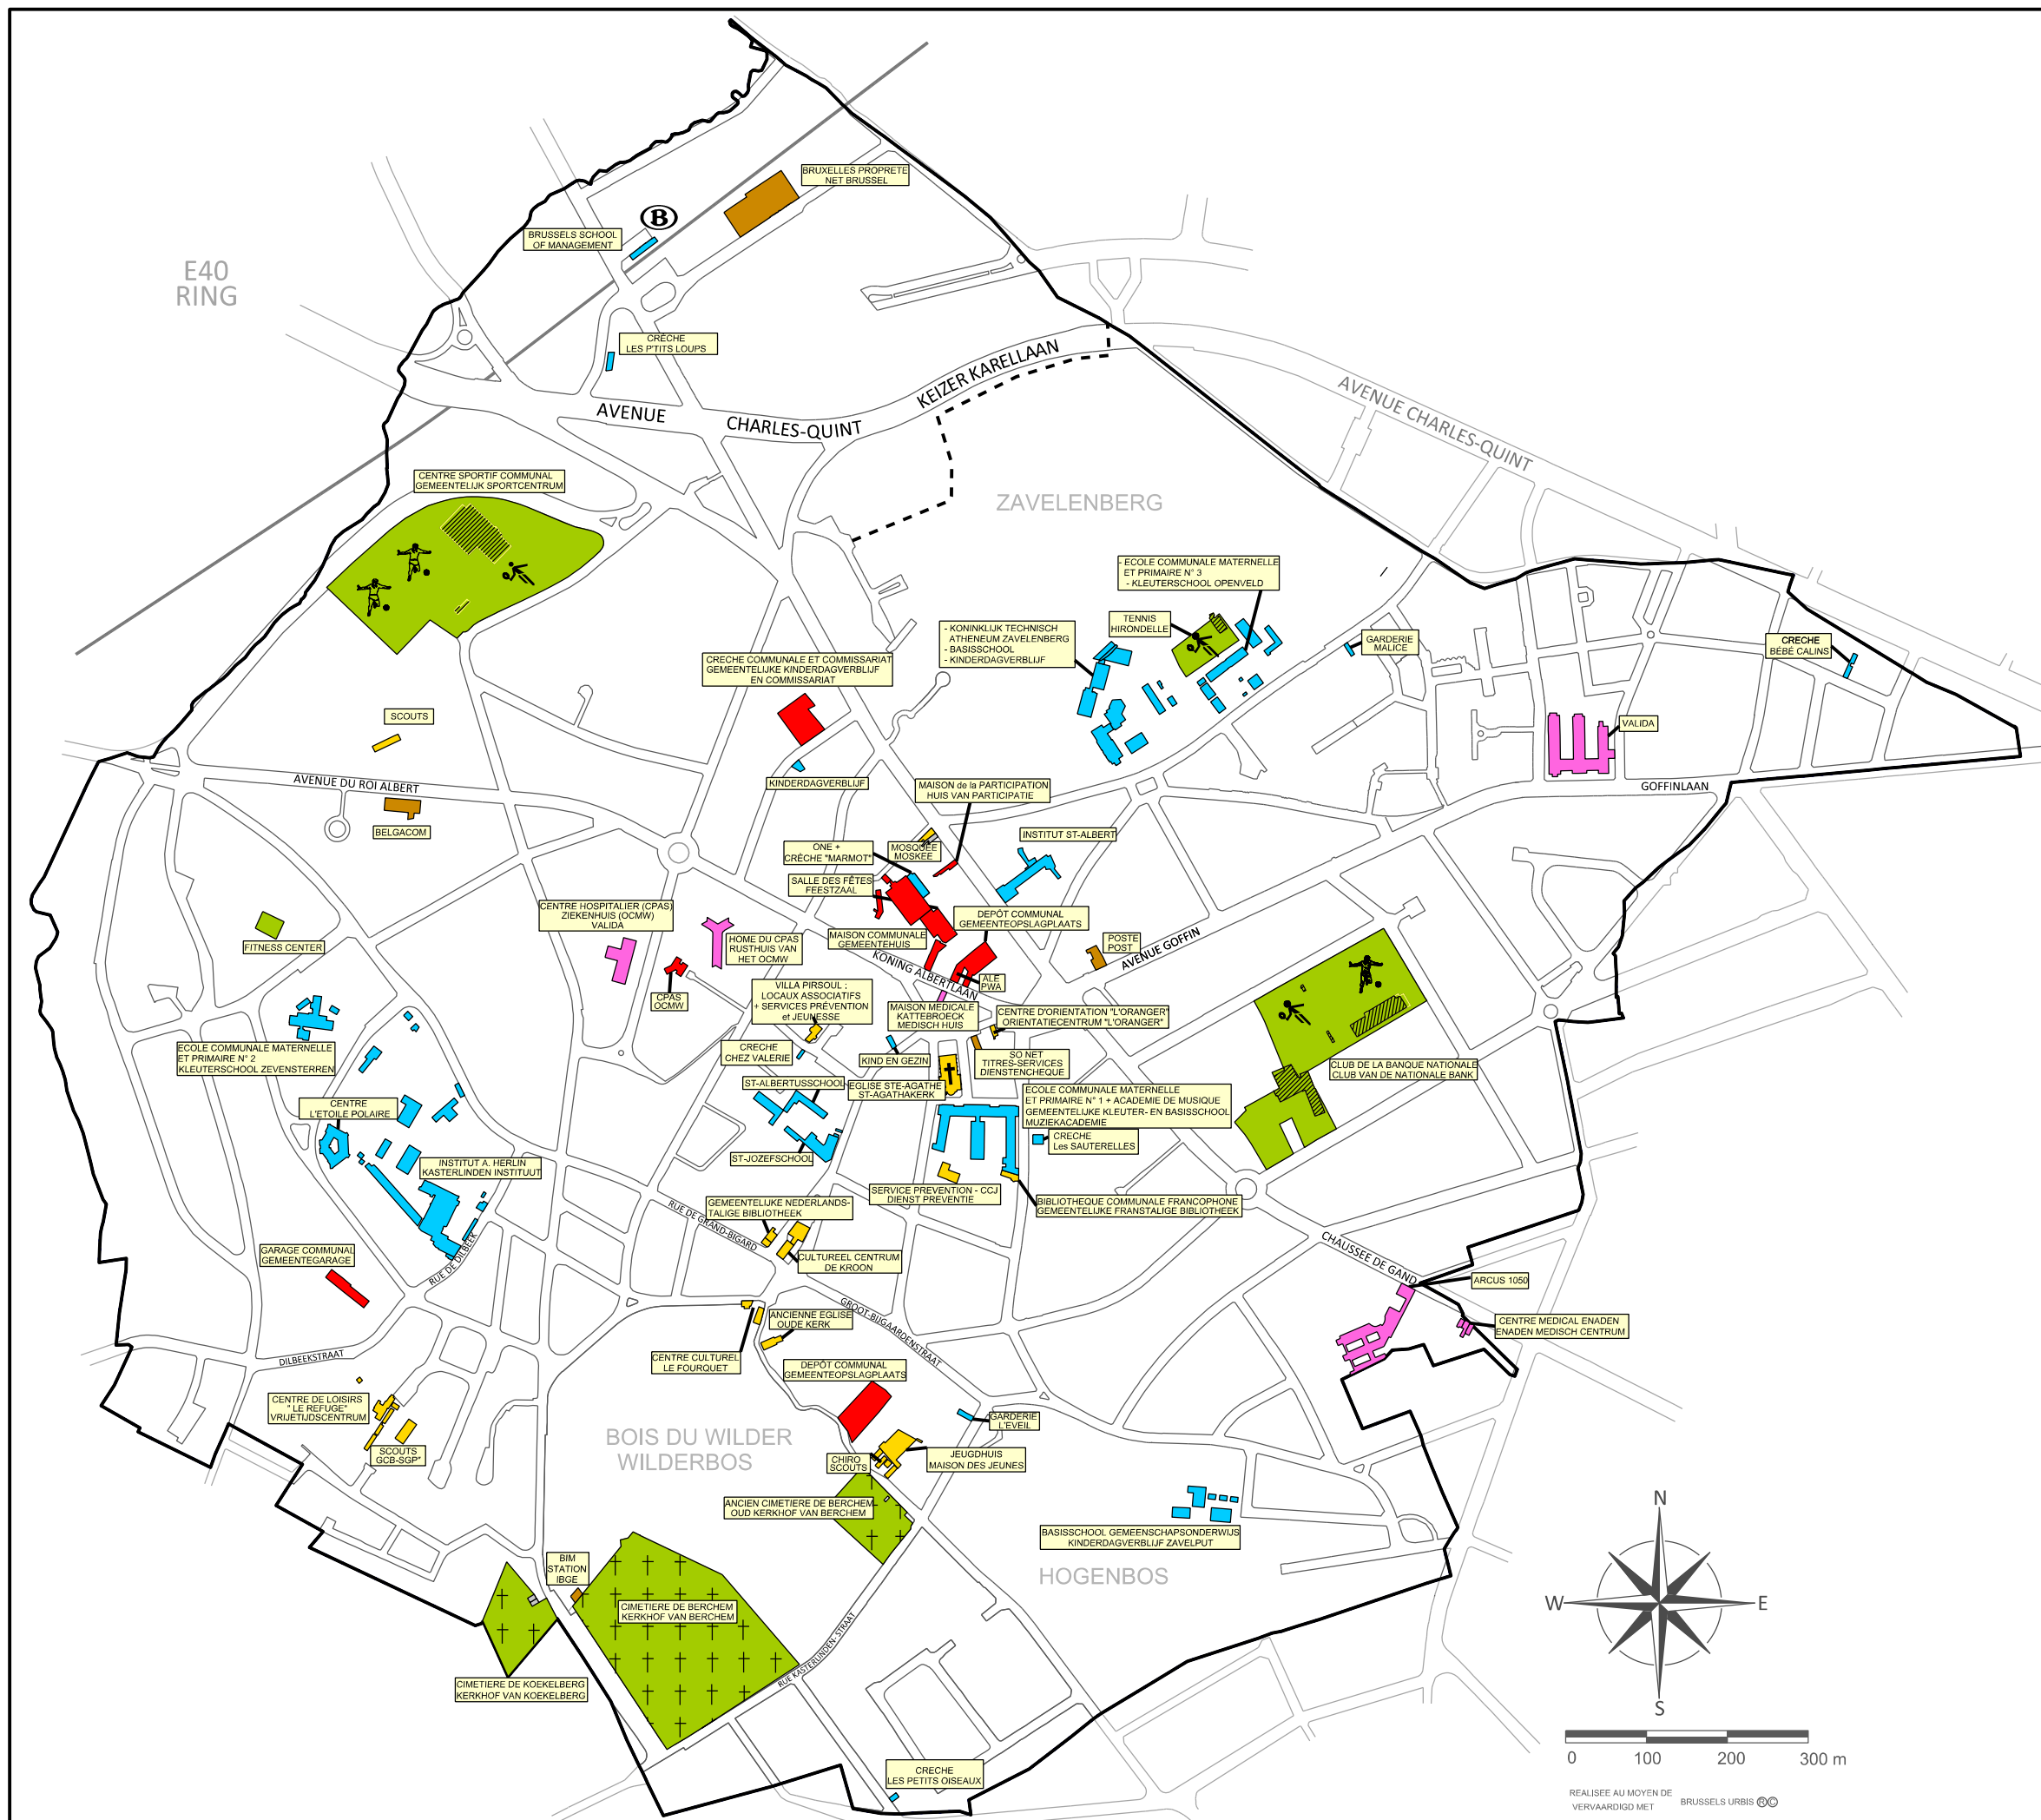 BRUXELLES PROPRETE
NET BRUSSEL
B
BRUSSELS SCHOOL
OF MANAGEMENT
E40
RING
CRÈCHE
LES P'TITS LOUPS
AVENUE
CHARLES-QUINT
KEIZER KARELLAAN
AVENUE CHARLES-QUINT
CENTRE SPORTIF COMMUNAL
GEMEENTELIJK SPORTCENTRUM
ZAVELENBERG
- ECOLE COMMUNALE MATERNELLE
ET PRIMAIRE N° 3
- KLEUTERSCHOOL OPENVELD
TENNIS
HIRONDELLE
- KONINKLIJK TECHNISCH
ATHENEUM ZAVELENBERG
- BASISSCHOOL
- KINDERDAGVERBLIJF
GARDERIE
MALICE
CRECHE
BÉBÉ CALINS
CRECHE COMMUNALE ET COMMISSARIAT
GEMEENTELIJKE KINDERDAGVERBLIJF
EN COMMISSARIAT
SCOUTS
VALIDA
AVENUE DU ROI ALBERT
KINDERDAGVERBLIJF
MAISON de la PARTICIPATION
HUIS VAN PARTICIPATIE
GOFFINLAAN
BELGACOM
INSTITUT ST-ALBERT
ONE +
CRÈCHE "MARMOT"
MOSQUÉE
MOSKEE
SALLE DES FÊTES
FEESTZAAL
CENTRE HOSPITALIER (CPAS)
ZIEKENHUIS (OCMW)
VALIDA
DEPÔT COMMUNAL
GEMEENTEOPSLAGPLAATS
MAISON COMMUNALE
GEMEENTEHUIS
HOME DU CPAS
RUSTHUIS VAN
HET OCMW
POSTE
POST
AVENUE GOFFIN
FITNESS CENTER
KONING ALBERTLAAN
ALE
PWA
CPAS
OCMW
VILLA PIRSOUL :
LOCAUX ASSOCIATIFS
+ SERVICES PRÉVENTION
et JEUNESSE
MAISON MEDICALE
KATTEBROECK
MEDISCH HUIS
CENTRE D'ORIENTATION "L'ORANGER"
ORIENTATIECENTRUM "L'ORANGER"
ECOLE COMMUNALE MATERNELLE
ET PRIMAIRE N° 2
KLEUTERSCHOOL ZEVENSTERREN
CRECHE
CHEZ VALERIE
KIND EN GEZIN
SO NET
TITRES-SERVICES
DIENSTENCHEQUE
CLUB DE LA BANQUE NATIONALE
CLUB VAN DE NATIONALE BANK
ST-ALBERTUSSCHOOL
EGLISE STE-AGATHE
ST-AGATHAKERK
ECOLE COMMUNALE MATERNELLE
ET PRIMAIRE N° 1 + ACADEMIE DE MUSIQUE
GEMEENTELIJKE KLEUTER- EN BASISSCHOOL
MUZIEKACADEMIE
CENTRE
L'ETOILE POLAIRE
CRECHE
Les SAUTERELLES
ST-JOZEFSCHOOL
INSTITUT A. HERLIN
KASTERLINDEN INSTITUUT
SERVICE PREVENTION - CCJ
DIENST PREVENTIE
BIBLIOTHEQUE COMMUNALE FRANCOPHONE
GEMEENTELIJKE FRANSTALIGE BIBLIOTHEEK
GEMEENTELIJKE NEDERLANDS-
TALIGE BIBLIOTHEEK
RUE DE GRAND-BIGARD
CULTUREEL CENTRUM
DE KROON
GARAGE COMMUNAL
GEMEENTEGARAGE
RUE DE DILBEEK
CHAUSSEE DE GAND
ARCUS 1050
CENTRE MEDICAL ENADEN
ENADEN MEDISCH CENTRUM
GROOT-BIJGAARDENSTRAAT
ANCIENNE EGLISE
OUDE KERK
CENTRE CULTUREL
LE FOURQUET
DILBEEKSTRAAT
DEPÔT COMMUNAL
GEMEENTEOPSLAGPLAATS
CENTRE DE LOISIRS
" LE REFUGE"
VRIJETIJDSCENTRUM
GARDERIE
L'EVEIL
SCOUTS
GCB-SGP"
BOIS DU WILDER
WILDERBOS
CHIRO
SCOUTS
JEUGDHUIS
MAISON DES JEUNES
ANCIEN CIMETIERE DE BERCHEM
OUD KERKHOF VAN BERCHEM
BASISSCHOOL GEMEENSCHAPSONDERWIJS
KINDERDAGVERBLIJF ZAVELPUT
HOGENBOS
BIM
STATION
IBGE
CIMETIERE DE BERCHEM
KERKHOF VAN BERCHEM
RUE KASTERLINDEN-STRAAT
CIMETIERE DE KOEKELBERG
KERKHOF VAN KOEKELBERG
CRECHE
LES PETITS OISEAUX
N
W
E
S
0 100 200 300 m
REALISEE AU MOYEN DE
VERVAARDIGD MET
BRUSSELS URBIS ®©